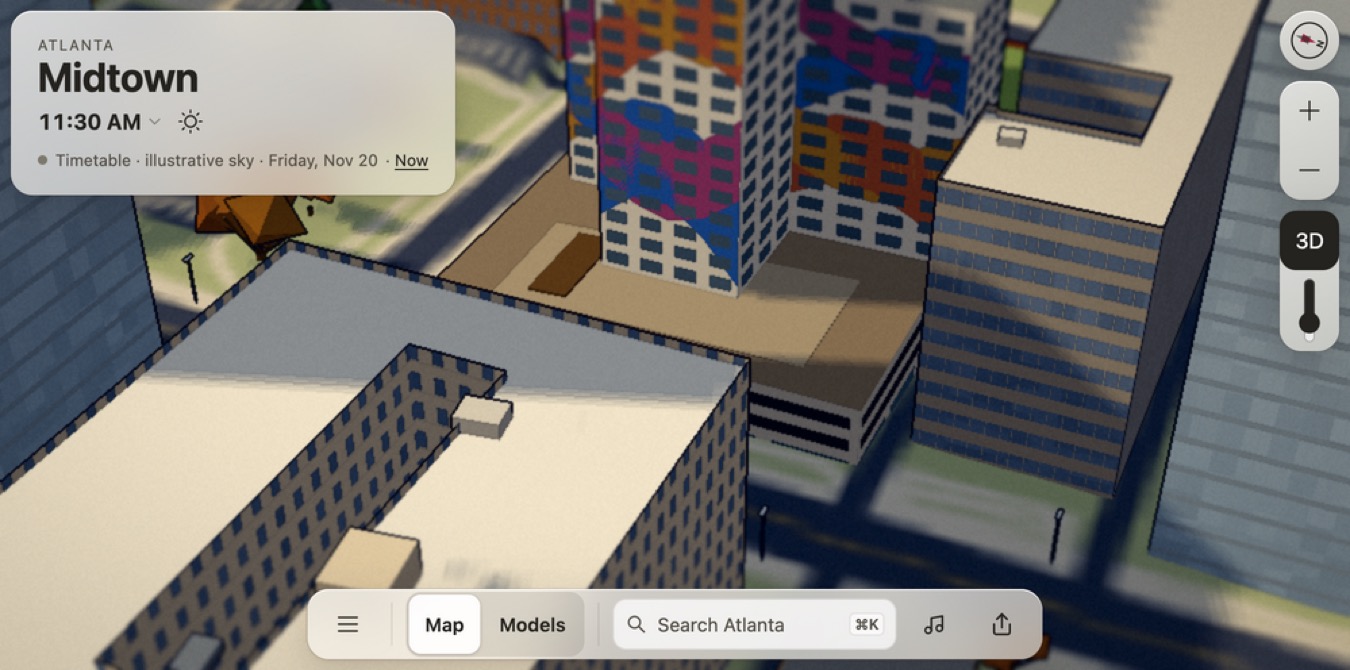 ATLANTA
Midtown
11:30 AM
Timetable · illustrative sky · Friday, Nov 20 · Now
N
3D
Map
Models
Search Atlanta
⌘K